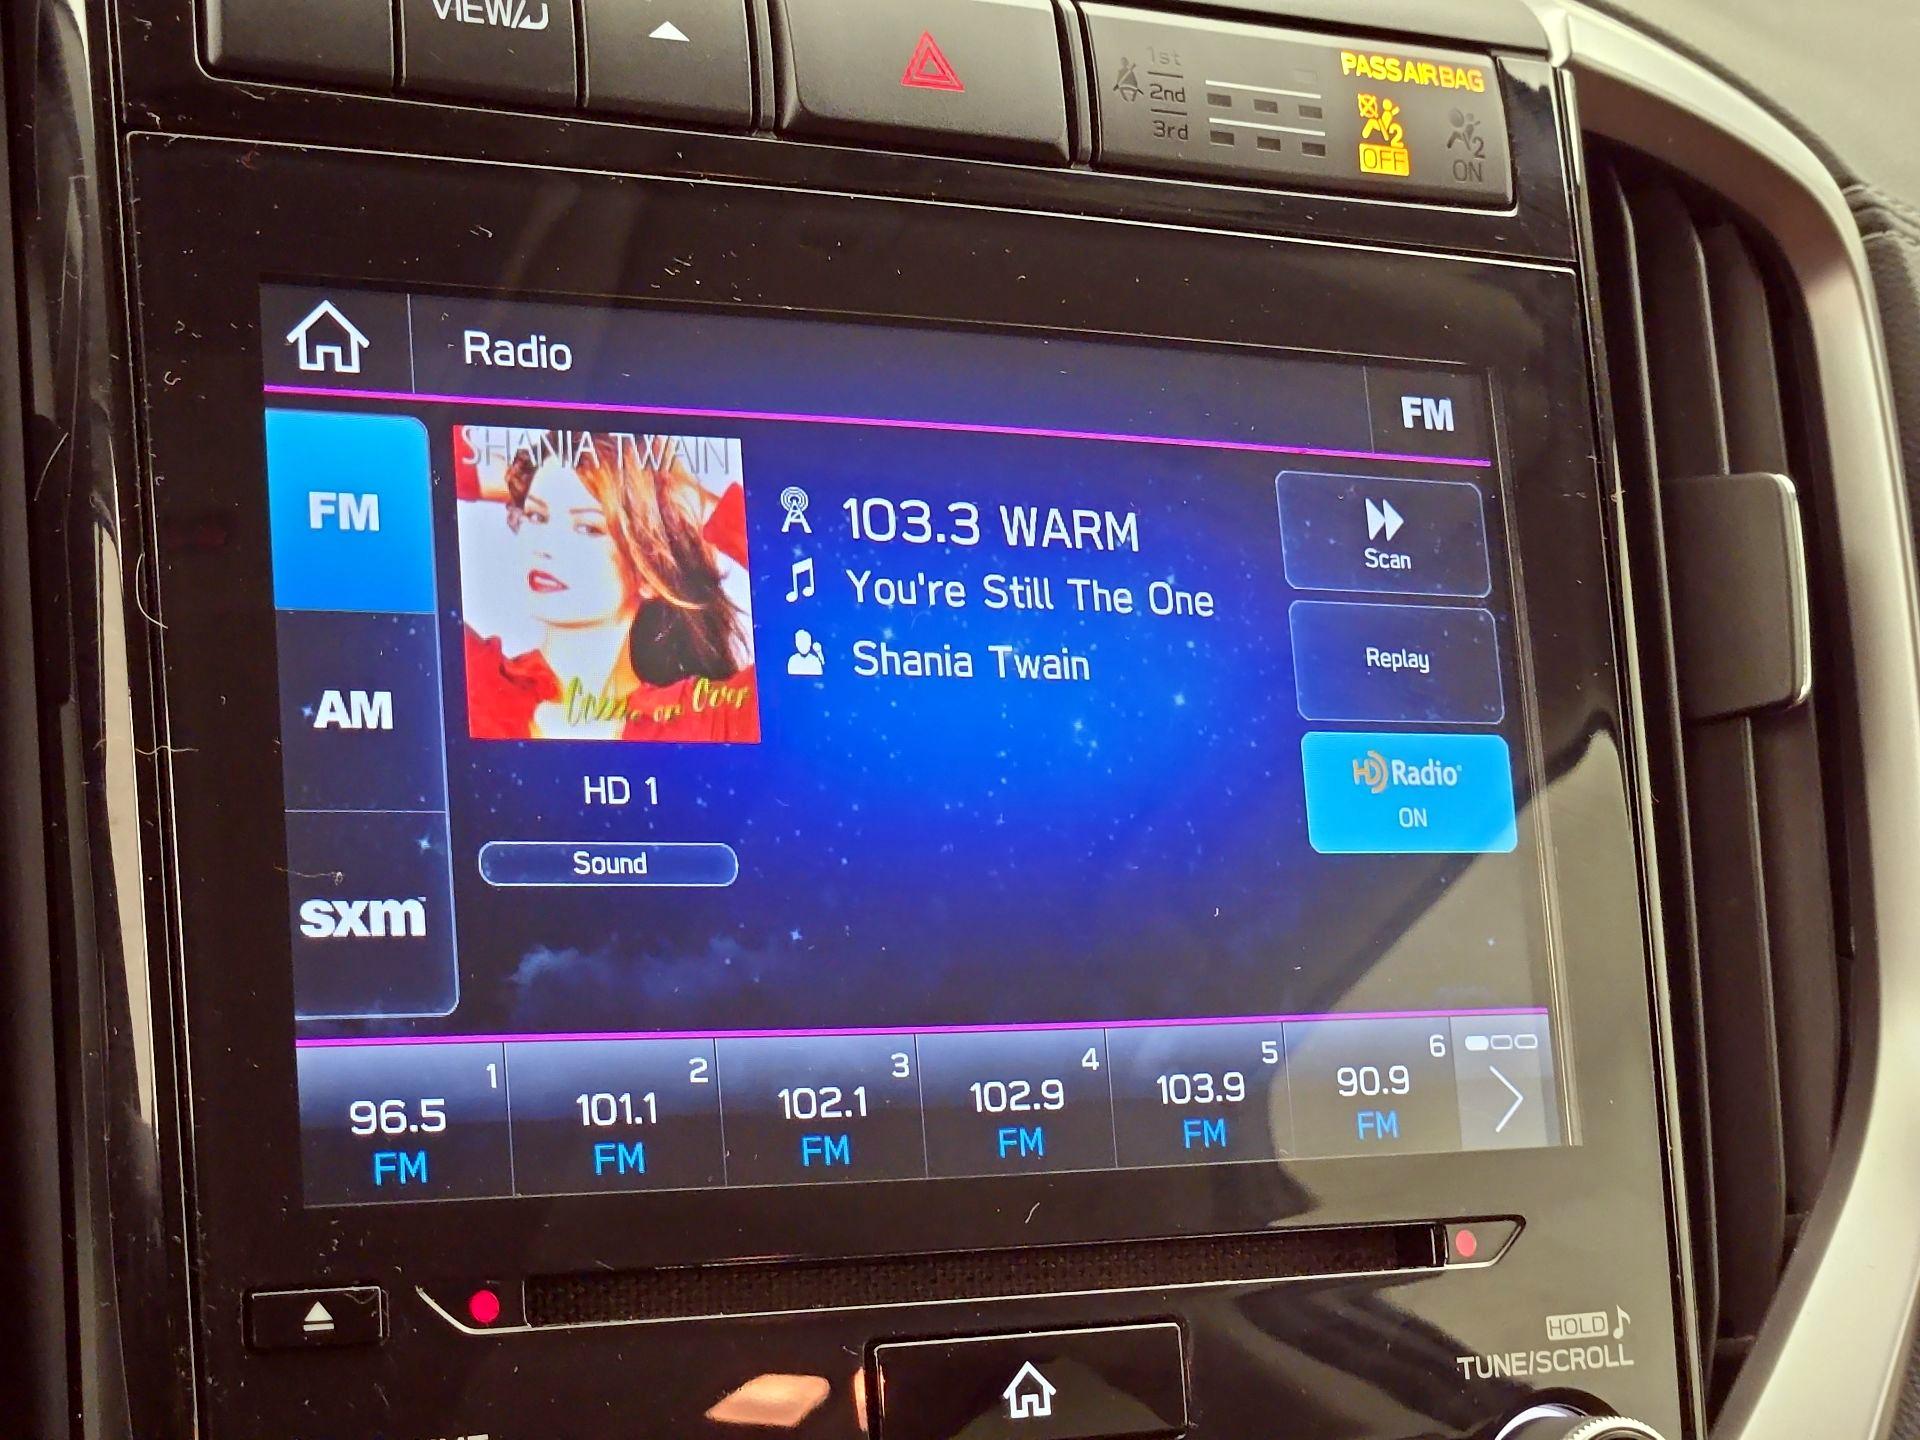 VIEW/
1st
2nd
3rd
PASS AIR BAG
2
OFF
2
ON
Radio
FM
FM
AM
sxm
SHANIA TWAIN
Come on Over
103.3 WARM
You're Still The One
Shania Twain
HD 1
Sound
Scan
Replay
HD Radio
ON
1
96.5
FM
2
101.1
FM
3
102.1
FM
4
102.9
FM
5
103.9
FM
6
90.9
FM
HOLD
TUNE/SCROLL